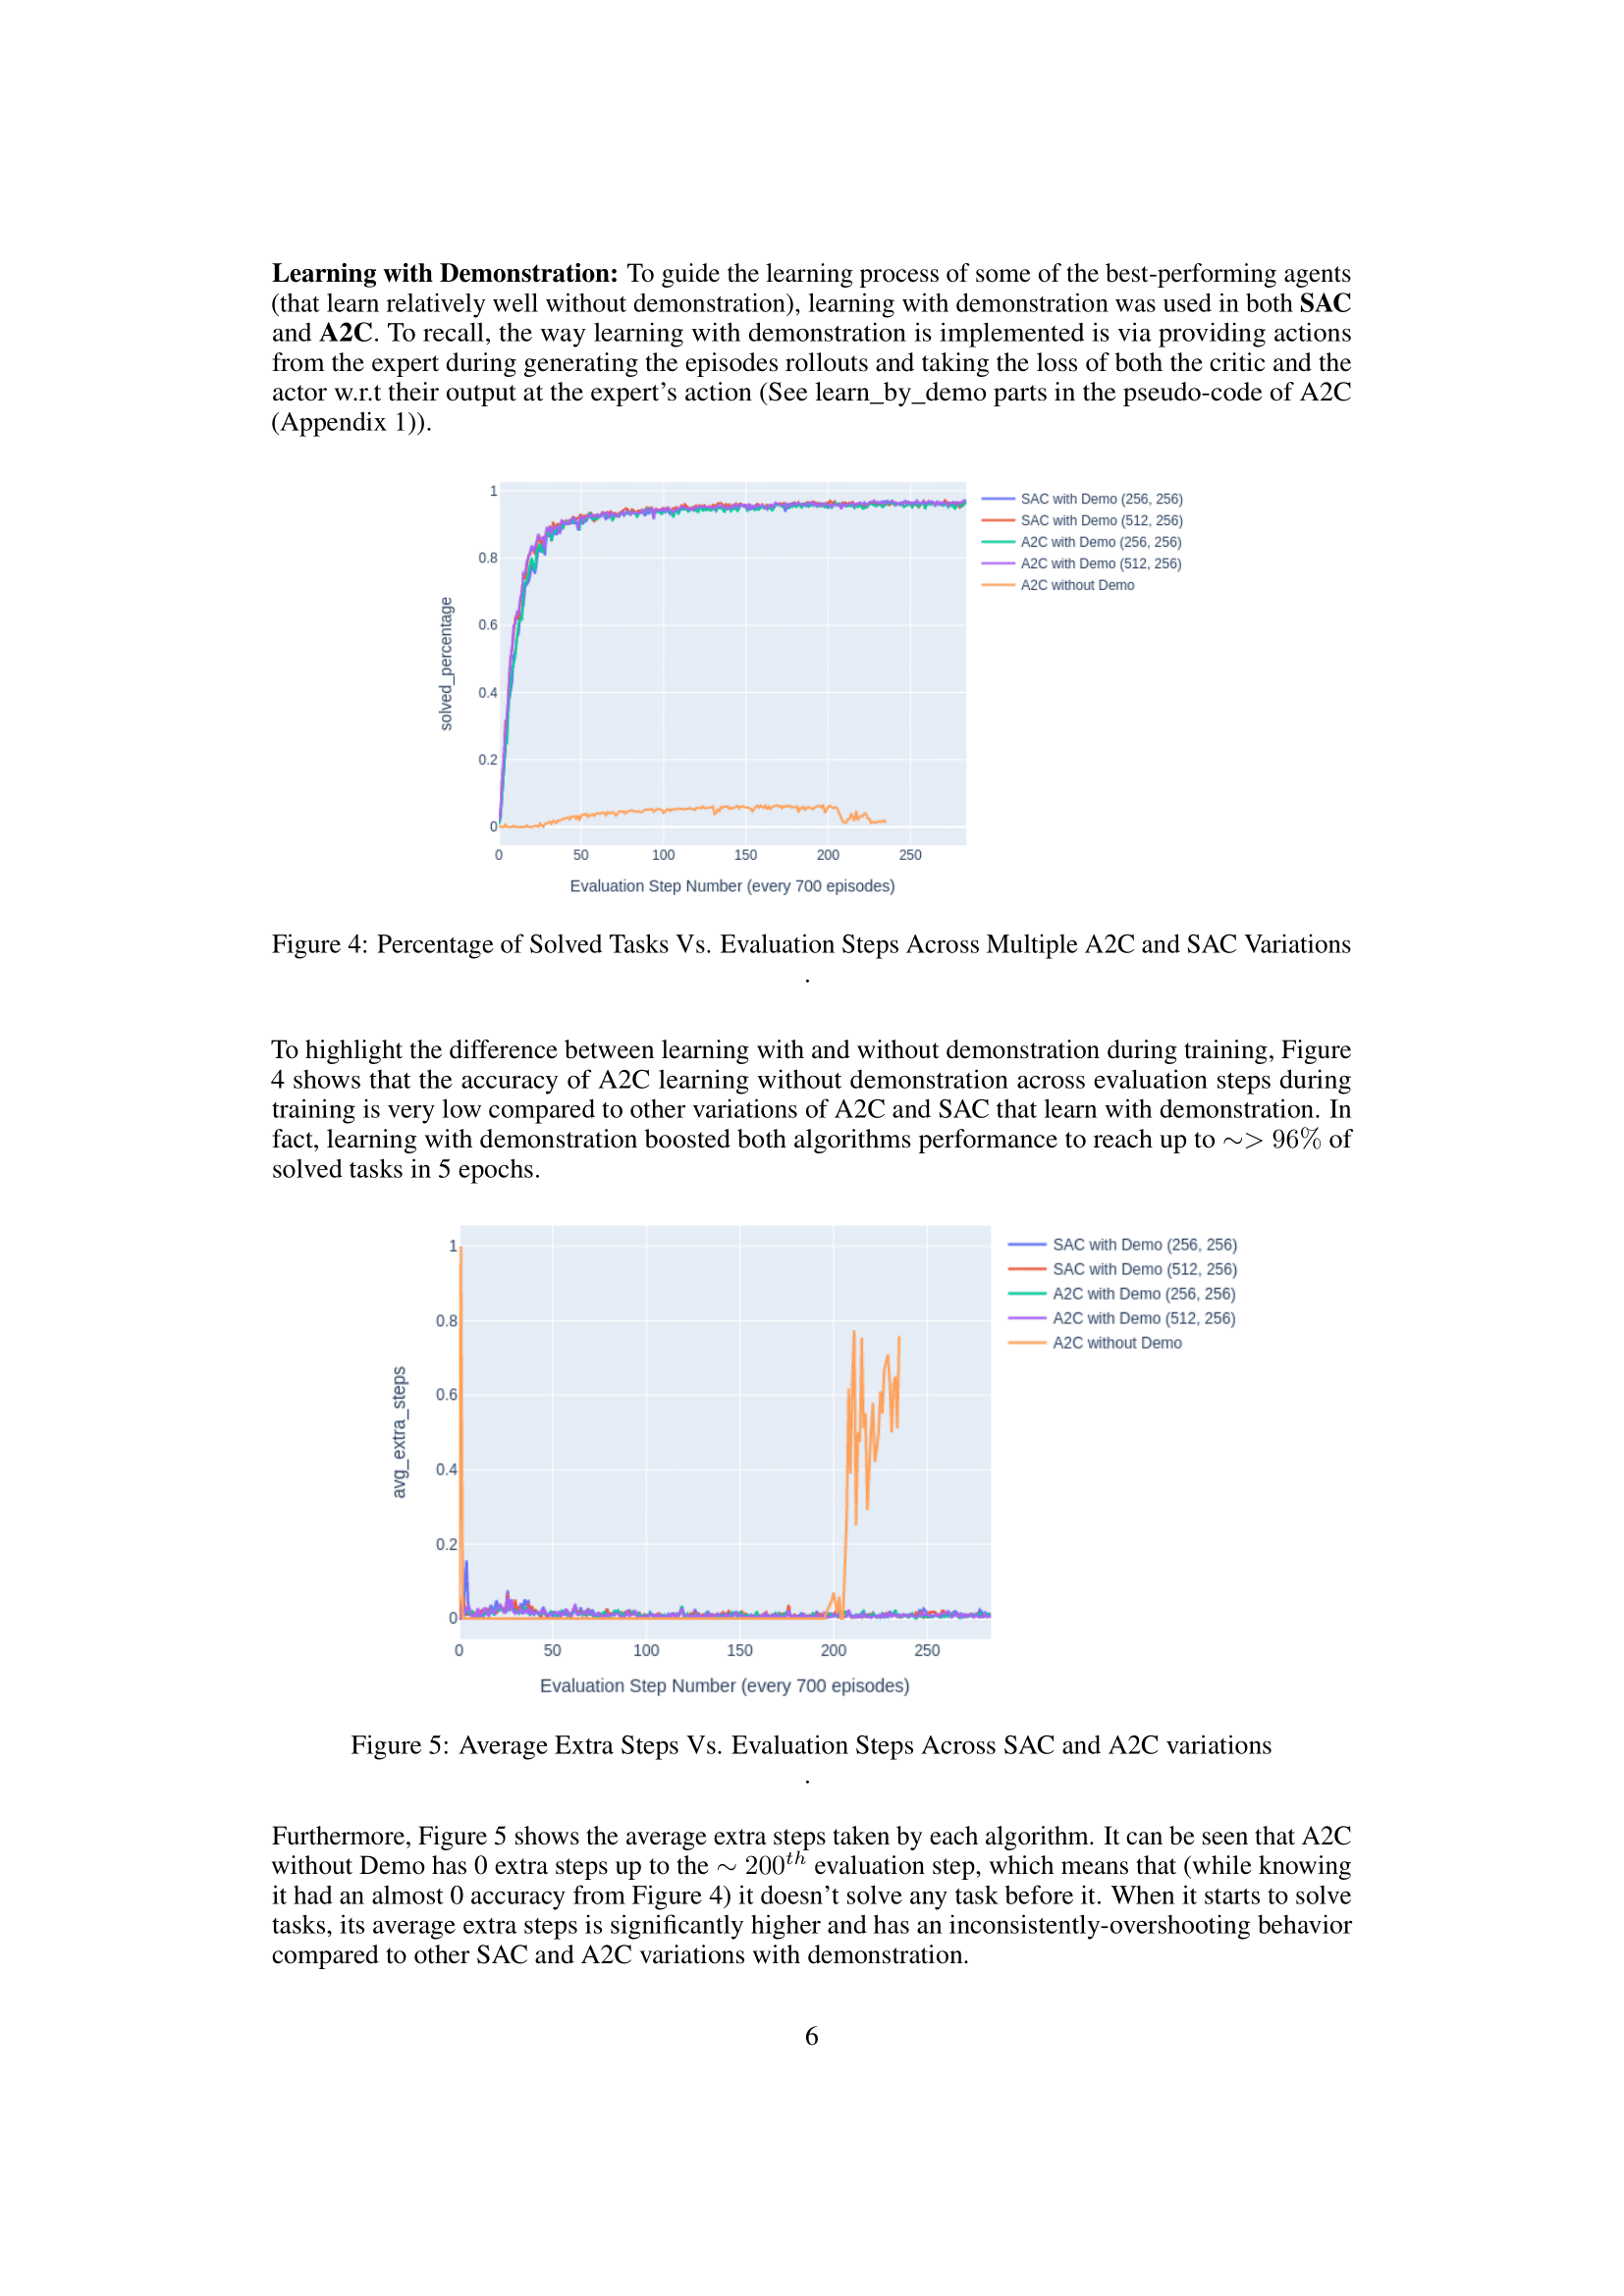 Learning with Demonstration: To guide the learning process of some of the best-performing agents
(that learn relatively well without demonstration), learning with demonstration was used in both SAC
and A2C. To recall, the way learning with demonstration is implemented is via providing actions
from the expert during generating the episodes rollouts and taking the loss of both the critic and the
actor w.r.t their output at the expert's action (See learn_by_demo parts in the pseudo-code of A2C
(Appendix 1)).
1
0.8
0.6
0.4
0.2
0
solved_percentage
0 50 100 150 200 250
Evaluation Step Number (every 700 episodes)
SAC with Demo (256, 256)
SAC with Demo (512, 256)
A2C with Demo (256, 256)
A2C with Demo (512, 256)
A2C without Demo
Figure 4: Percentage of Solved Tasks Vs. Evaluation Steps Across Multiple A2C and SAC Variations
.
To highlight the difference between learning with and without demonstration during training, Figure
4 shows that the accuracy of A2C learning without demonstration across evaluation steps during
training is very low compared to other variations of A2C and SAC that learn with demonstration. In
fact, learning with demonstration boosted both algorithms performance to reach up to ∼> 96% of
solved tasks in 5 epochs.
1
0.8
0.6
0.4
0.2
0
avg_extra_steps
0 50 100 150 200 250
Evaluation Step Number (every 700 episodes)
SAC with Demo (256, 256)
SAC with Demo (512, 256)
A2C with Demo (256, 256)
A2C with Demo (512, 256)
A2C without Demo
Figure 5: Average Extra Steps Vs. Evaluation Steps Across SAC and A2C variations
.
Furthermore, Figure 5 shows the average extra steps taken by each algorithm. It can be seen that A2C
without Demo has 0 extra steps up to the ∼ 200th evaluation step, which means that (while knowing
it had an almost 0 accuracy from Figure 4) it doesn't solve any task before it. When it starts to solve
tasks, its average extra steps is significantly higher and has an inconsistently-overshooting behavior
compared to other SAC and A2C variations with demonstration.
6